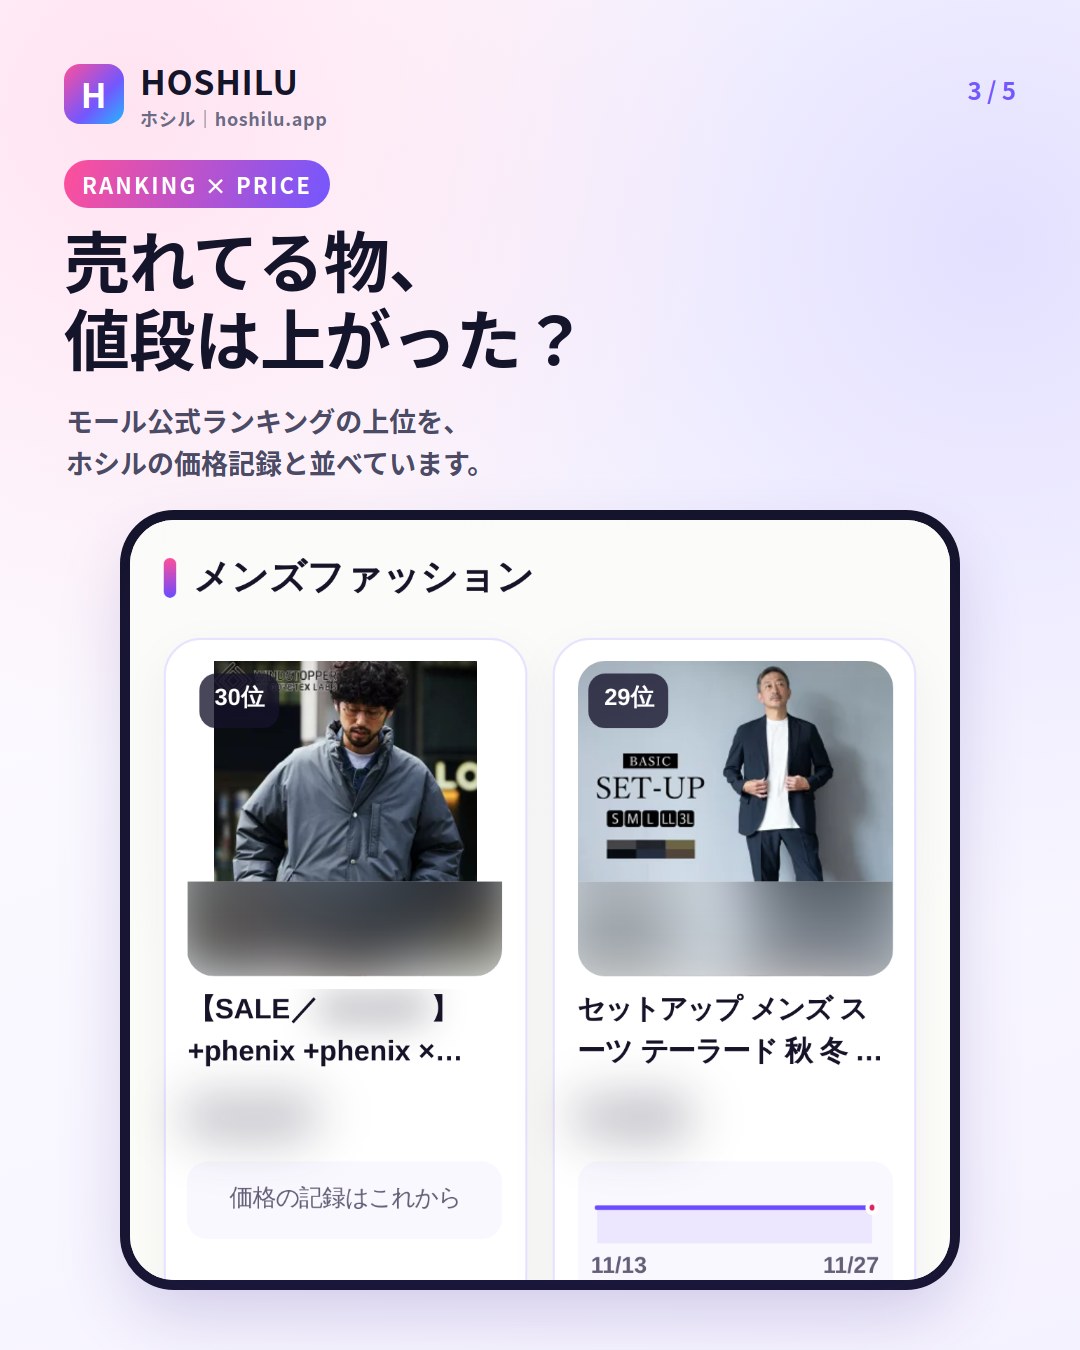 H
HOSHILU
ホシル｜hoshilu.app
3 / 5
RANKING × PRICE
売れてる物、
値段は上がった？
モール公式ランキングの上位を、
ホシルの価格記録と並べています。
メンズファッション
30位
LO
【SALE／ 】
+phenix +phenix ×...
価格の記録はこれから
29位
BASIC
SET-UP
S M L LL 3L
セットアップ メンズ ス
ーツ テーラード 秋 冬 ...
11/13 11/27